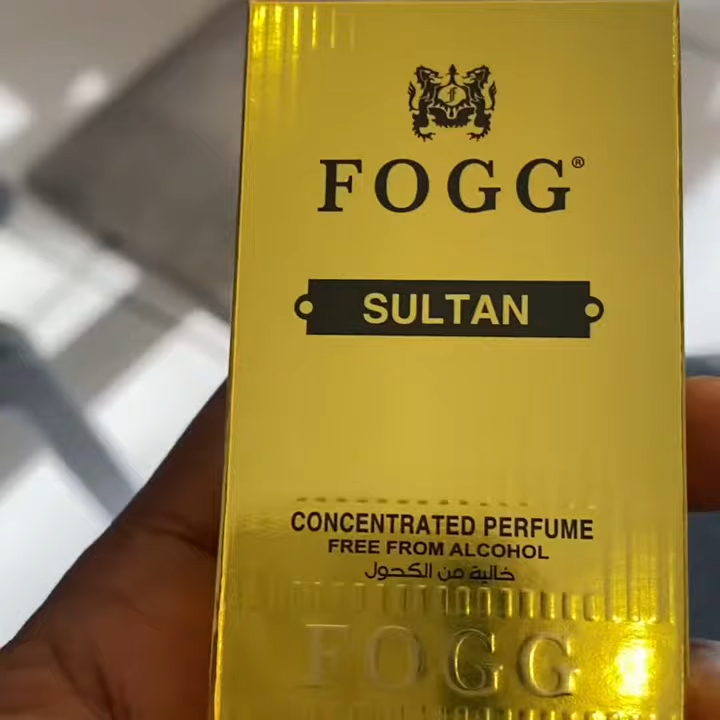 f
FOGG®
SULTAN
CONCENTRATED PERFUME
FREE FROM ALCOHOL
خالية من الكحول
FOGG